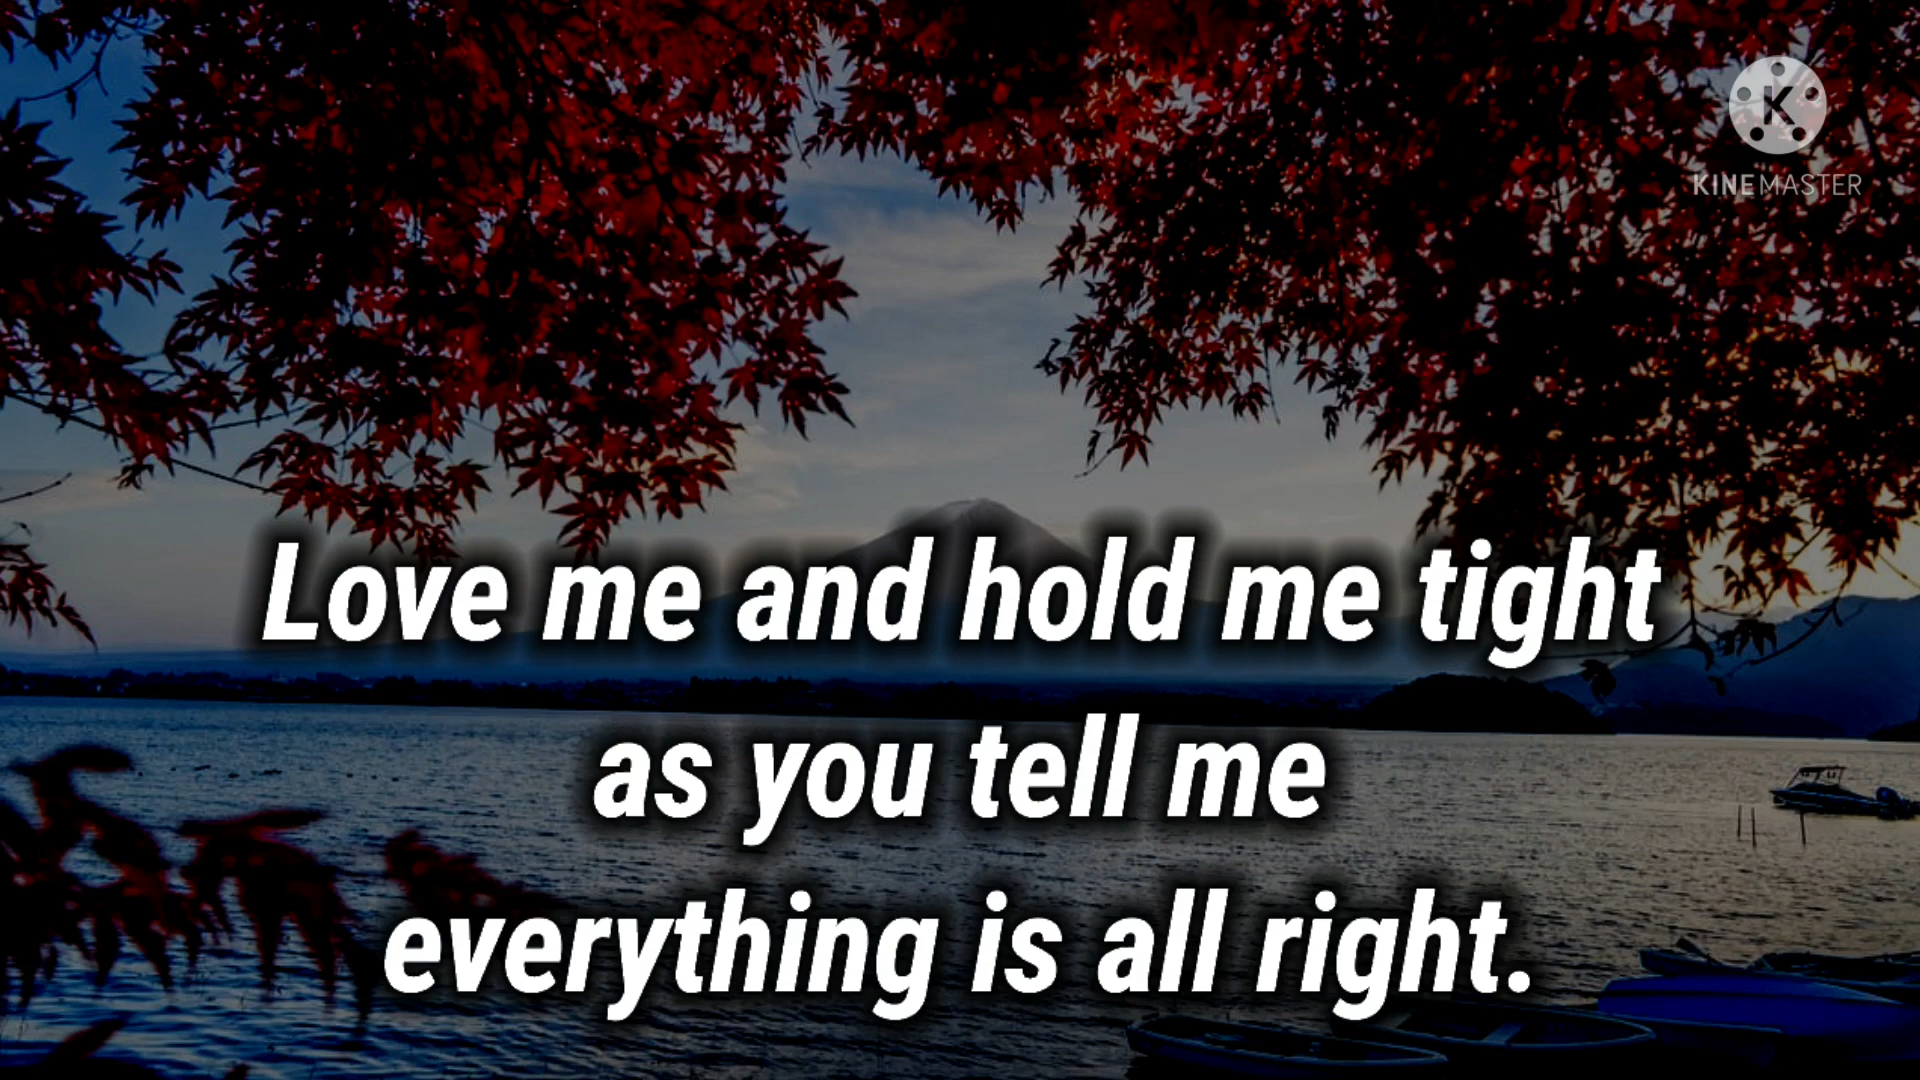 K
KINEMASTER
Love me and hold me tight
as you tell me
everything is all right.